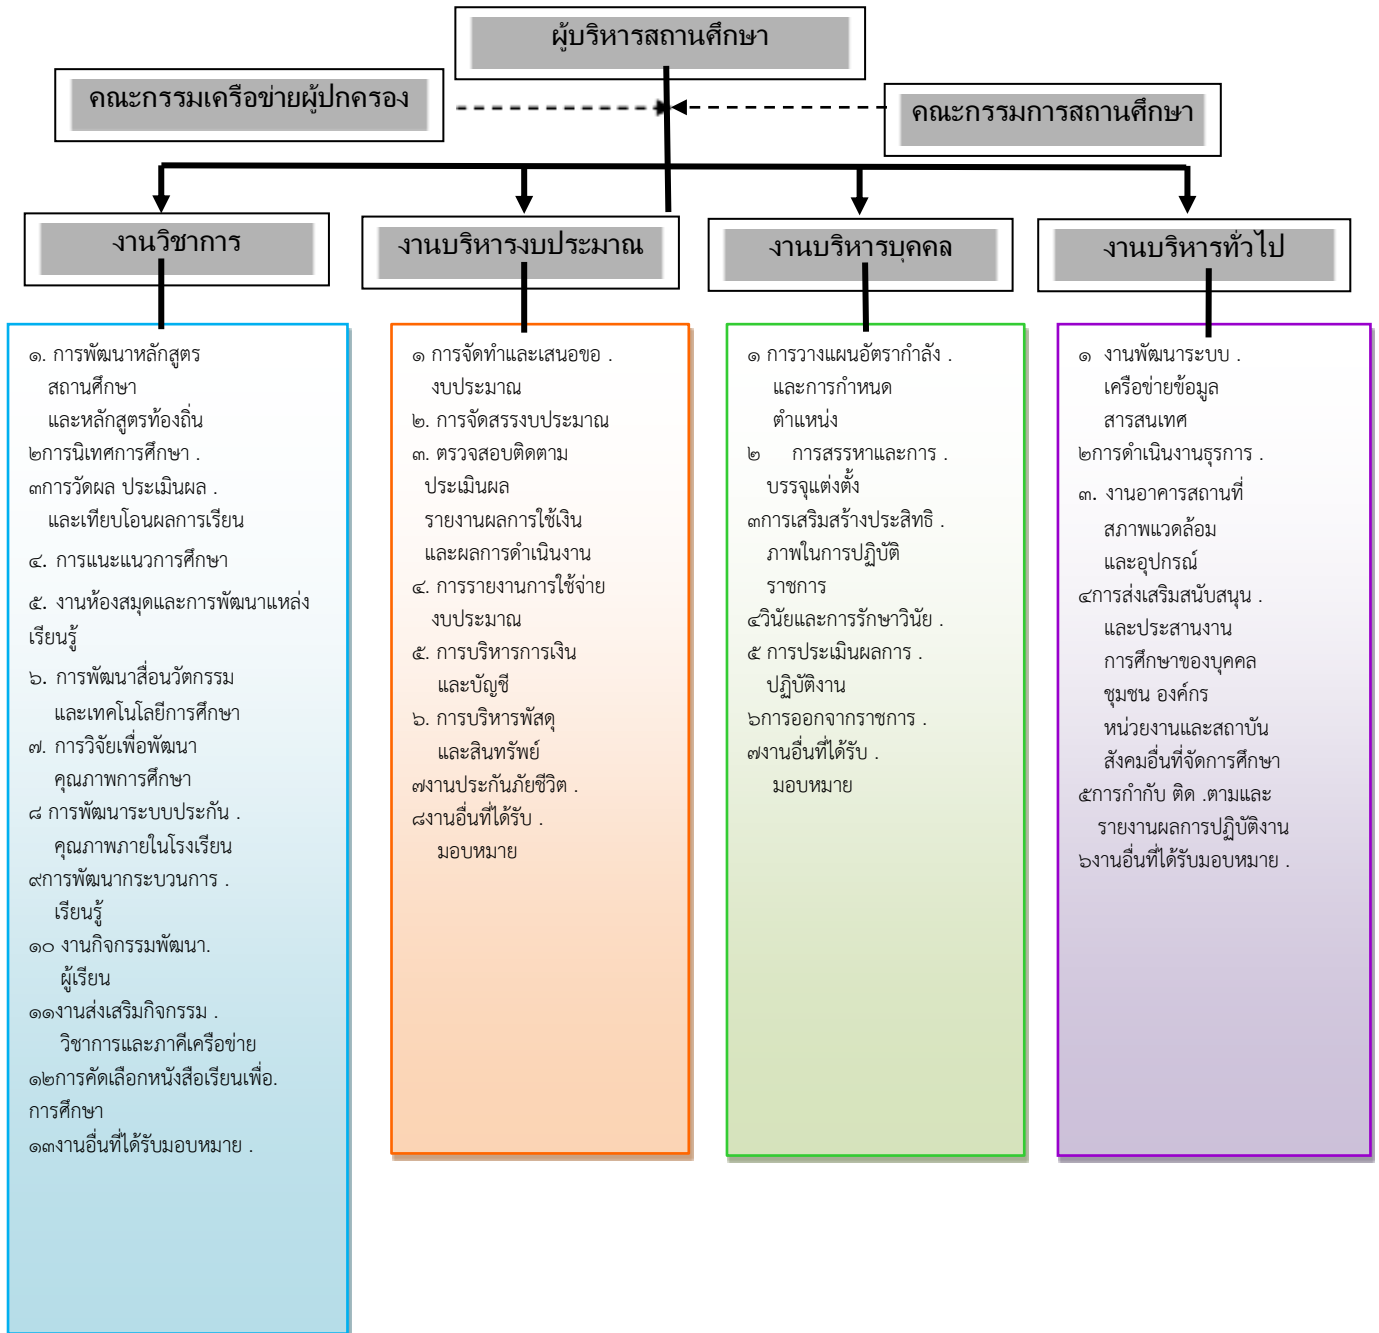 ผู้บริหารสถานศึกษา
คณะกรรมเครือข่ายผู้ปกครอง
คณะกรรมการสถานศึกษา
งานวิชาการ
งานบริหารงบประมาณ
งานบริหารบุคคล
งานบริหารทั่วไป
๑. การพัฒนาหลักสูตร
สถานศึกษา
และหลักสูตรท้องถิ่น
๒การนิเทศการศึกษา .
๓การวัดผล ประเมินผล .
และเทียบโอนผลการเรียน
๔. การแนะแนวการศึกษา
๕. งานห้องสมุดและการพัฒนาแหล่ง
เรียนรู้
๖. การพัฒนาสื่อนวัตกรรม
และเทคโนโลยีการศึกษา
๗. การวิจัยเพื่อพัฒนา
คุณภาพการศึกษา
๘ การพัฒนาระบบประกัน .
คุณภาพภายในโรงเรียน
๙การพัฒนากระบวนการ .
เรียนรู้
๑๐ งานกิจกรรมพัฒนา.
ผู้เรียน
๑๑งานส่งเสริมกิจกรรม .
วิชาการและภาคีเครือข่าย
๑๒การคัดเลือกหนังสือเรียนเพื่อ.
การศึกษา
๑๓งานอื่นที่ได้รับมอบหมาย .
๑ การจัดทำและเสนอขอ .
งบประมาณ
๒. การจัดสรรงบประมาณ
๓. ตรวจสอบติดตาม
ประเมินผล
รายงานผลการใช้เงิน
และผลการดำเนินงาน
๔. การรายงานการใช้จ่าย
งบประมาณ
๕. การบริหารการเงิน
และบัญชี
๖. การบริหารพัสดุ
และสินทรัพย์
๗งานประกันภัยชีวิต .
๘งานอื่นที่ได้รับ .
มอบหมาย
๑ การวางแผนอัตรากำลัง .
และการกำหนด
ตำแหน่ง
๒ การสรรหาและการ .
บรรจุแต่งตั้ง
๓การเสริมสร้างประสิทธิ .
ภาพในการปฏิบัติ
ราชการ
๔วินัยและการรักษาวินัย .
๕ การประเมินผลการ .
ปฏิบัติงาน
๖การออกจากราชการ .
๗งานอื่นที่ได้รับ .
มอบหมาย
๑ งานพัฒนาระบบ .
เครือข่ายข้อมูล
สารสนเทศ
๒การดำเนินงานธุรการ .
๓. งานอาคารสถานที่
สภาพแวดล้อม
และอุปกรณ์
๔การส่งเสริมสนับสนุน .
และประสานงาน
การศึกษาของบุคคล
ชุมชน องค์กร
หน่วยงานและสถาบัน
สังคมอื่นที่จัดการศึกษา
๕การกำกับ ติด .ตามและ
รายงานผลการปฏิบัติงาน
๖งานอื่นที่ได้รับมอบหมาย .